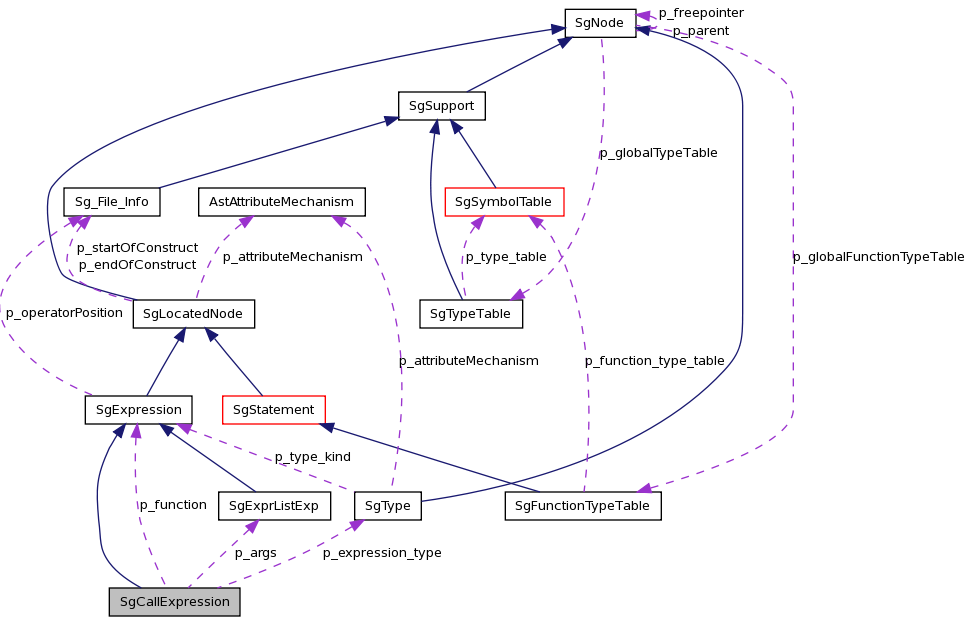 p_freepointer
SgNode
p_parent
SgSupport
p_globalTypeTable
Sg_File_Info
AstAttributeMechanism
SgSymbolTable
p_startOfConstruct
p_endOfConstruct
p_attributeMechanism
p_type_table
p_globalFunctionTypeTable
p_operatorPosition
SgLocatedNode
SgTypeTable
p_attributeMechanism
p_function_type_table
SgExpression
SgStatement
p_type_kind
p_function
SgExprListExp
SgType
SgFunctionTypeTable
p_args
p_expression_type
SgCallExpression